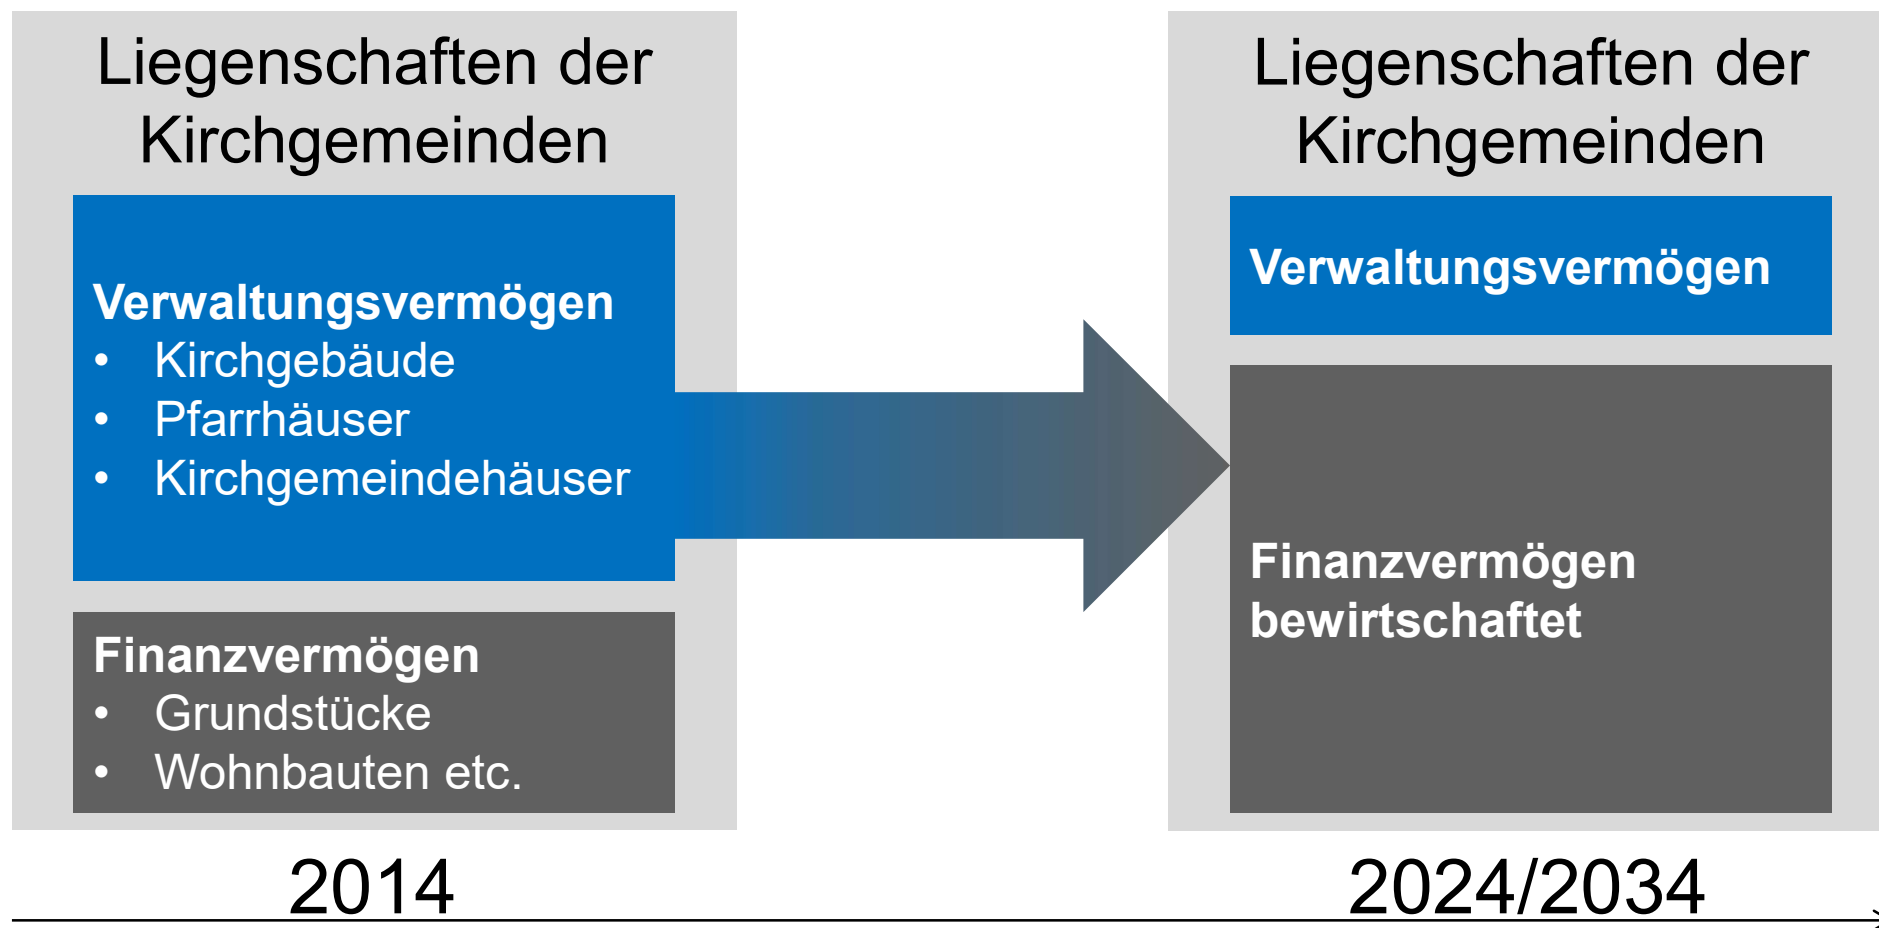 Liegenschaften der
Kirchgemeinden
Verwaltungsvermögen
• Kirchgebäude
• Pfarrhäuser
• Kirchgemeindehäuser
Finanzvermögen
• Grundstücke
• Wohnbauten etc.
2014
Liegenschaften der
Kirchgemeinden
Verwaltungsvermögen
Finanzvermögen
bewirtschaftet
2024/2034